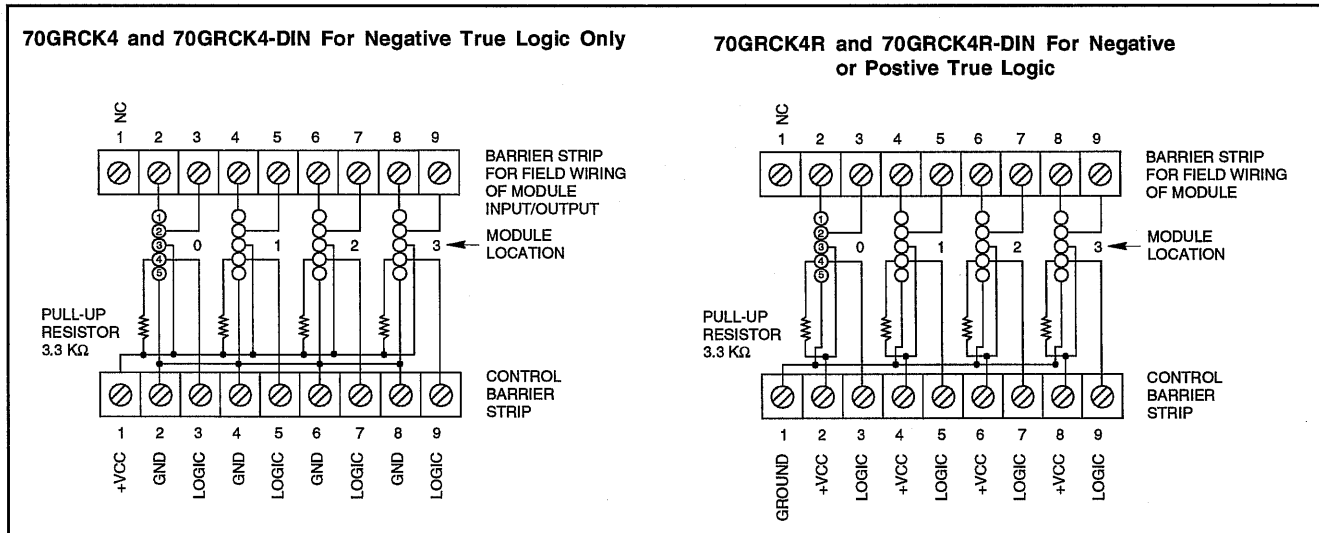 70GRCK4 and 70GRCK4-DIN For Negative True Logic Only
NC
1 2 3 4 5 6 7 8 9
BARRIER STRIP
FOR FIELD WIRING
OF MODULE
INPUT/OUTPUT
1
2
3
4
5
0 1 2 3
MODULE
LOCATION
PULL-UP
RESISTOR
3.3 KΩ
CONTROL
BARRIER
STRIP
1 2 3 4 5 6 7 8 9
+VCC GND LOGIC GND LOGIC GND LOGIC GND LOGIC
70GRCK4R and 70GRCK4R-DIN For Negative
or Postive True Logic
NC
1 2 3 4 5 6 7 8 9
BARRIER STRIP
FOR FIELD WIRING
OF MODULE
1
2
3
4
5
0 1 2 3
MODULE
LOCATION
PULL-UP
RESISTOR
3.3 KΩ
CONTROL
BARRIER
STRIP
1 2 3 4 5 6 7 8 9
GROUND +VCC LOGIC +VCC LOGIC +VCC LOGIC +VCC LOGIC